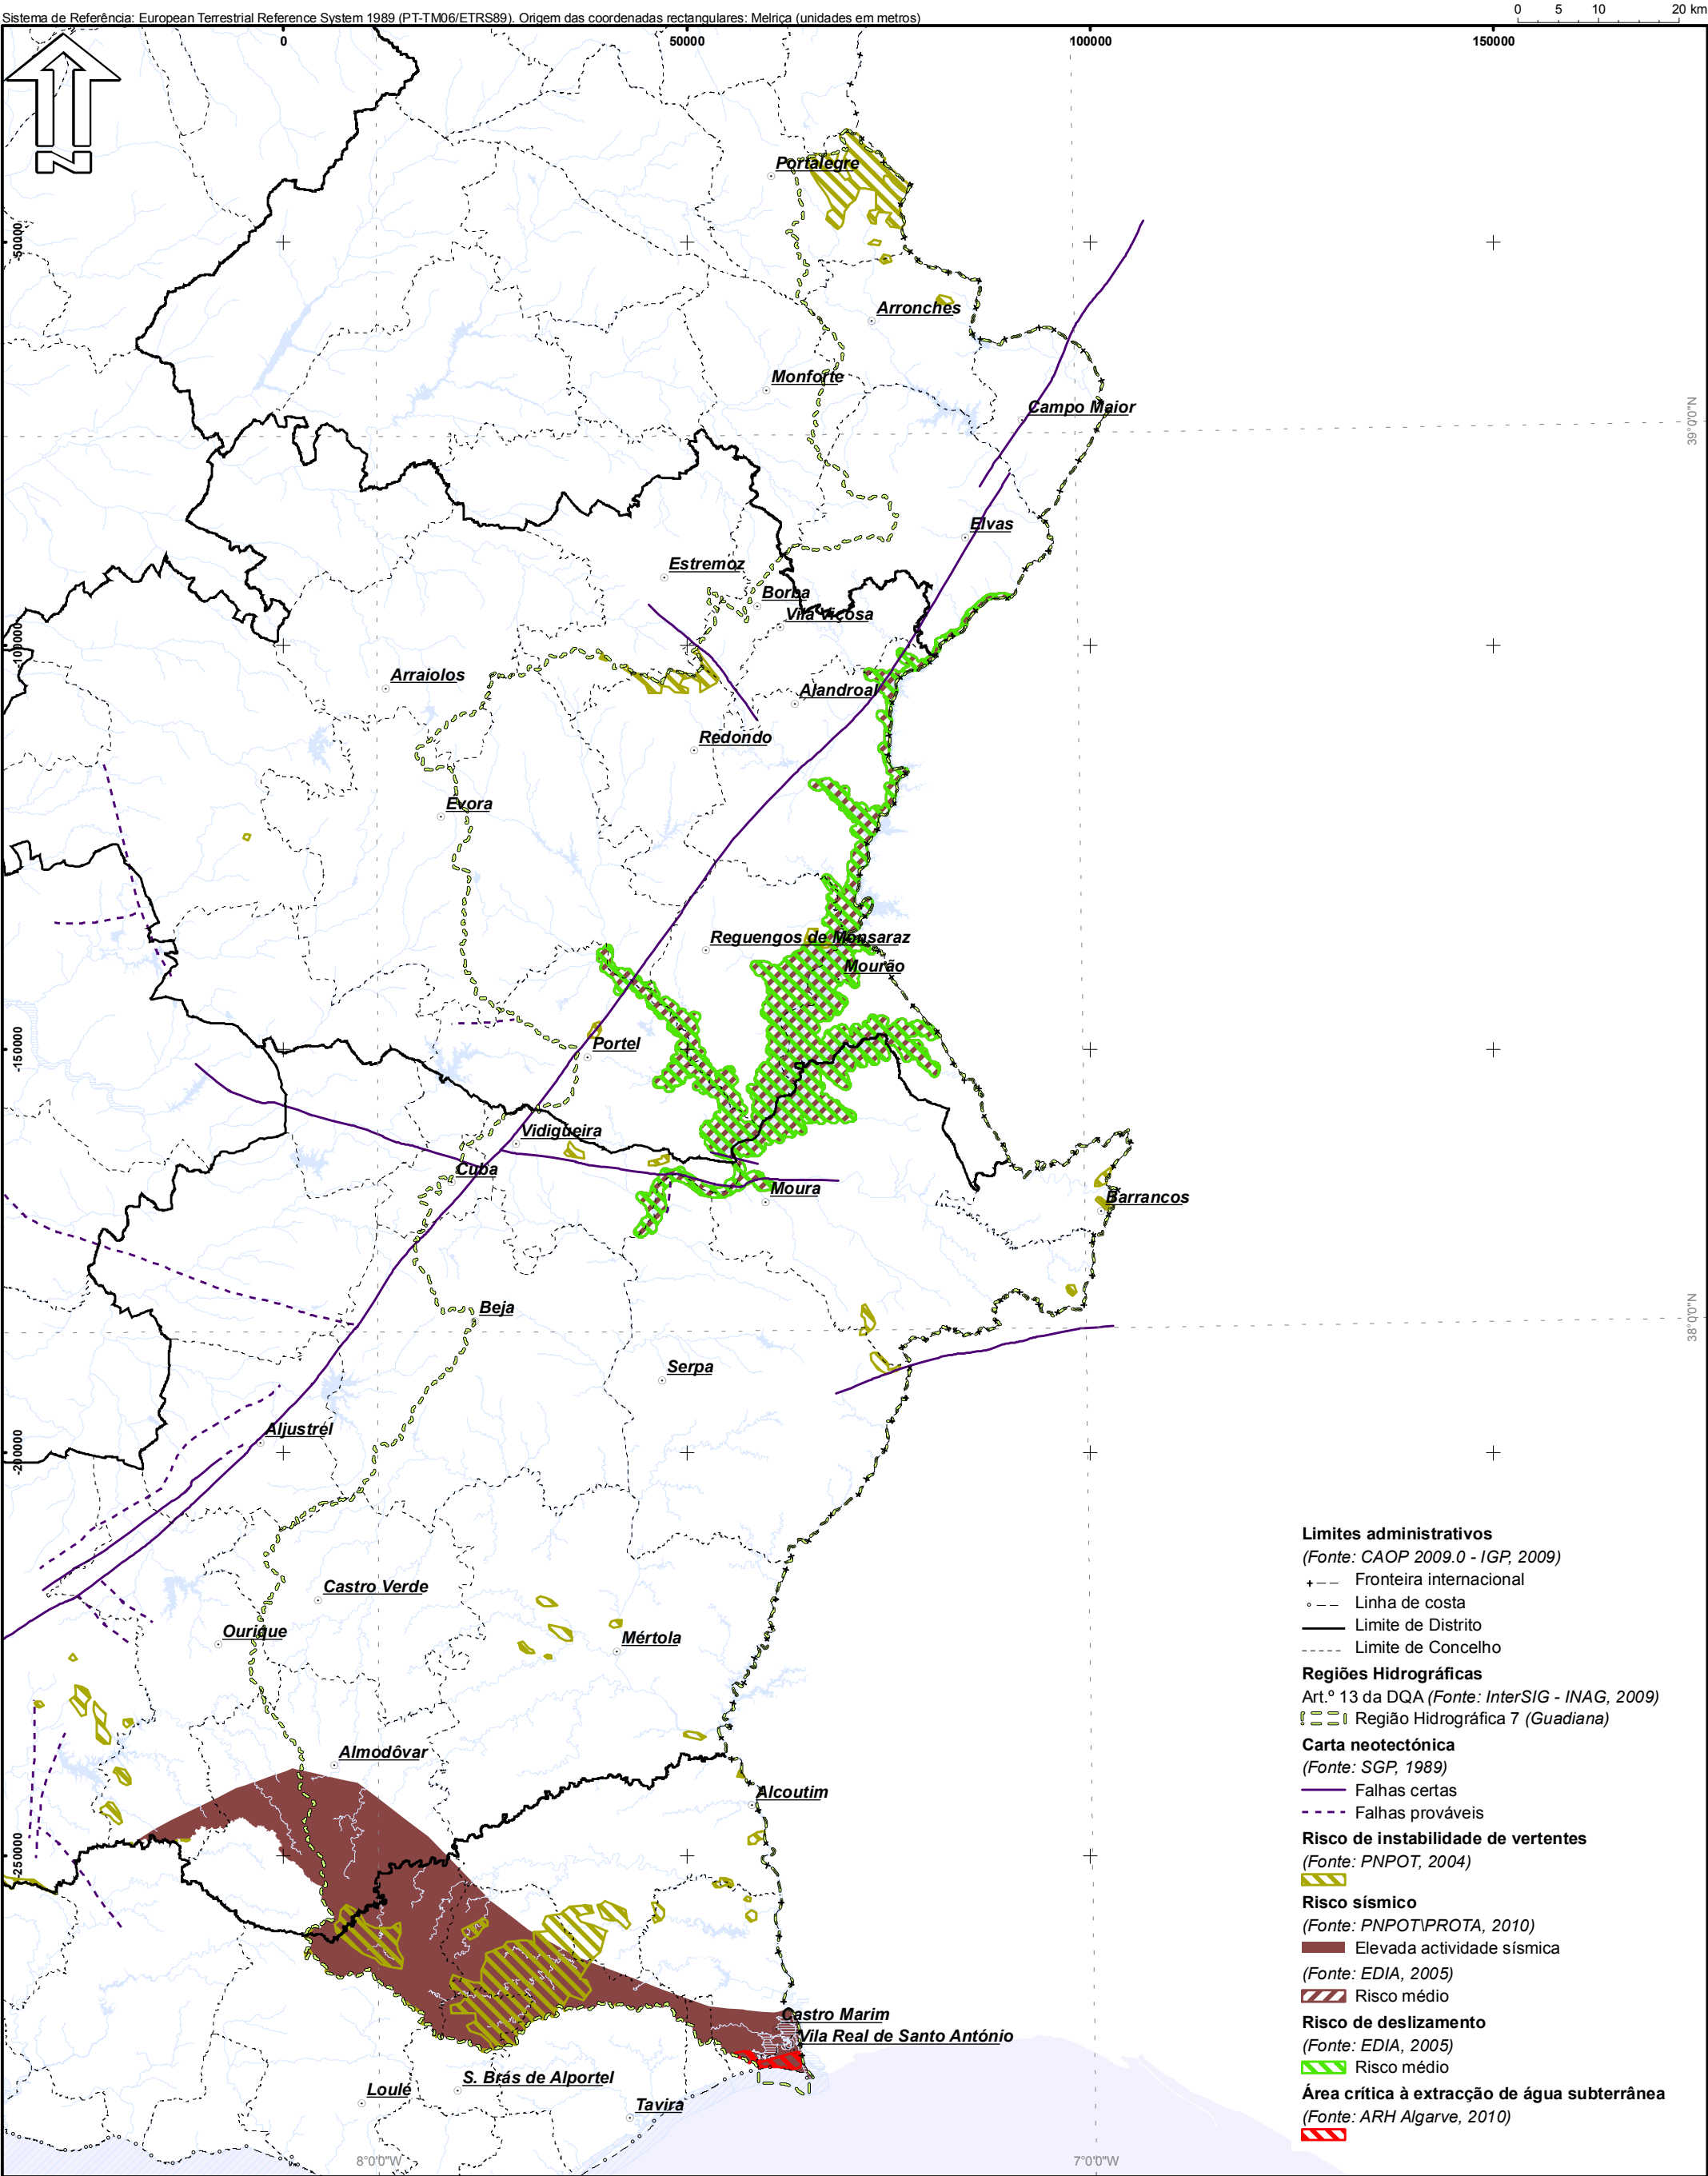 Sistema de Referência: European Terrestrial Reference System 1989 (PT-TM06/ETRS89). Origem das coordenadas rectangulares: Melriça (unidades em metros)
0 5 10 20 km
0 50000 100000 150000
N
Portalegre
-50000
Arronches
Monforte
Campo Maior
39°0'0"N
Elvas
Estremoz
Borba
Vila Viçosa
-100000
Arraiolos
Alandroal
Redondo
Evora
Reguengos de Monsaraz
Mourão
-150000
Portel
Vidigueira
Cuba
Moura
Barrancos
Beja
38°0'0"N
Serpa
Aljustrel
-200000
Castro Verde
Ourique
Mértola
Almodôvar
Alcoutim
-250000
Castro Marim
Vila Real de Santo António
S. Brás de Alportel
Loulé
Tavira
8°0'0"W
7°0'0"W
Limites administrativos
(Fonte: CAOP 2009.0 - IGP, 2009)
Fronteira internacional
Linha de costa
Limite de Distrito
Limite de Concelho
Regiões Hidrográficas
Art.º 13 da DQA (Fonte: InterSIG - INAG, 2009)
Região Hidrográfica 7 (Guadiana)
Carta neotectónica
(Fonte: SGP, 1989)
Falhas certas
Falhas prováveis
Risco de instabilidade de vertentes
(Fonte: PNPOT, 2004)
Risco sísmico
(Fonte: PNPOT\PROTA, 2010)
Elevada actividade sísmica
(Fonte: EDIA, 2005)
Risco médio
Risco de deslizamento
(Fonte: EDIA, 2005)
Risco médio
Área crítica à extracção de água subterrânea
(Fonte: ARH Algarve, 2010)